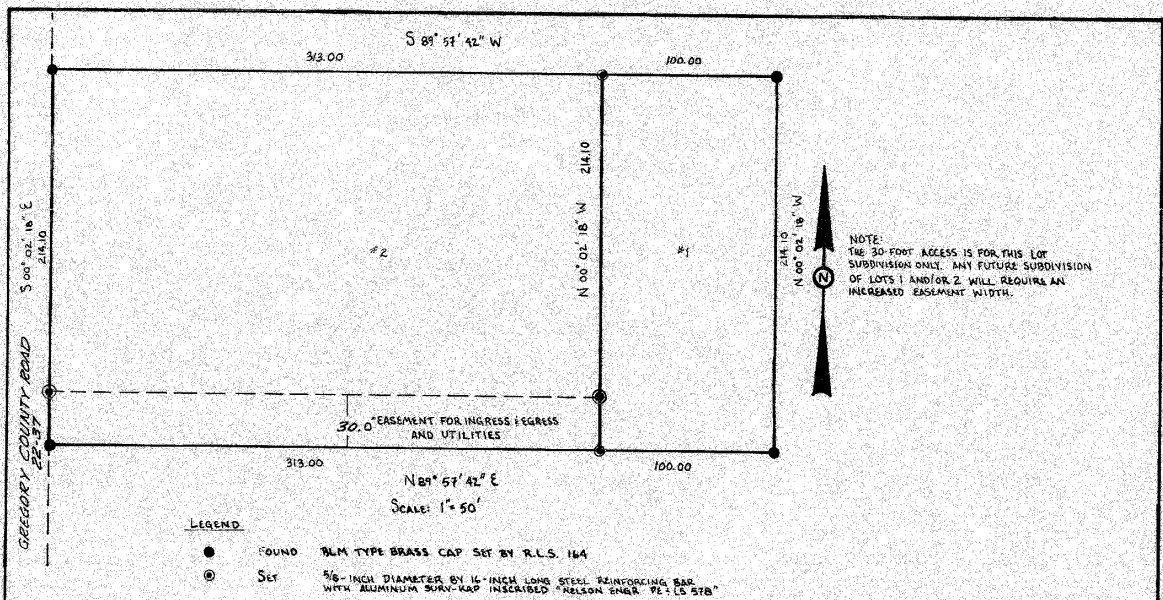 S 89° 57' 42" W
313.00
100.00
S 00° 02' 18" E
214.10
N 00° 02' 18" W
214.10
N 00° 02' 18" W
214.10
#2
#1
N
NOTE:
THE 30-FOOT ACCESS IS FOR THIS LOT
SUBDIVISION ONLY. ANY FUTURE SUBDIVISION
OF LOTS 1 AND/OR 2 WILL REQUIRE AN
INCREASED EASEMENT WIDTH.
GREGORY COUNTY ROAD
22-37
30.0'
EASEMENT FOR INGRESS & EGRESS
AND UTILITIES
313.00
100.00
N 89° 57' 42" E
SCALE: 1" = 50'
LEGEND
FOUND BLM TYPE BRASS CAP SET BY R.L.S. 164
SET 5/8-INCH DIAMETER BY 16-INCH LONG STEEL REINFORCING BAR
WITH ALUMINUM SURV-KAP INSCRIBED "NELSON ENGR PE & LS 578"